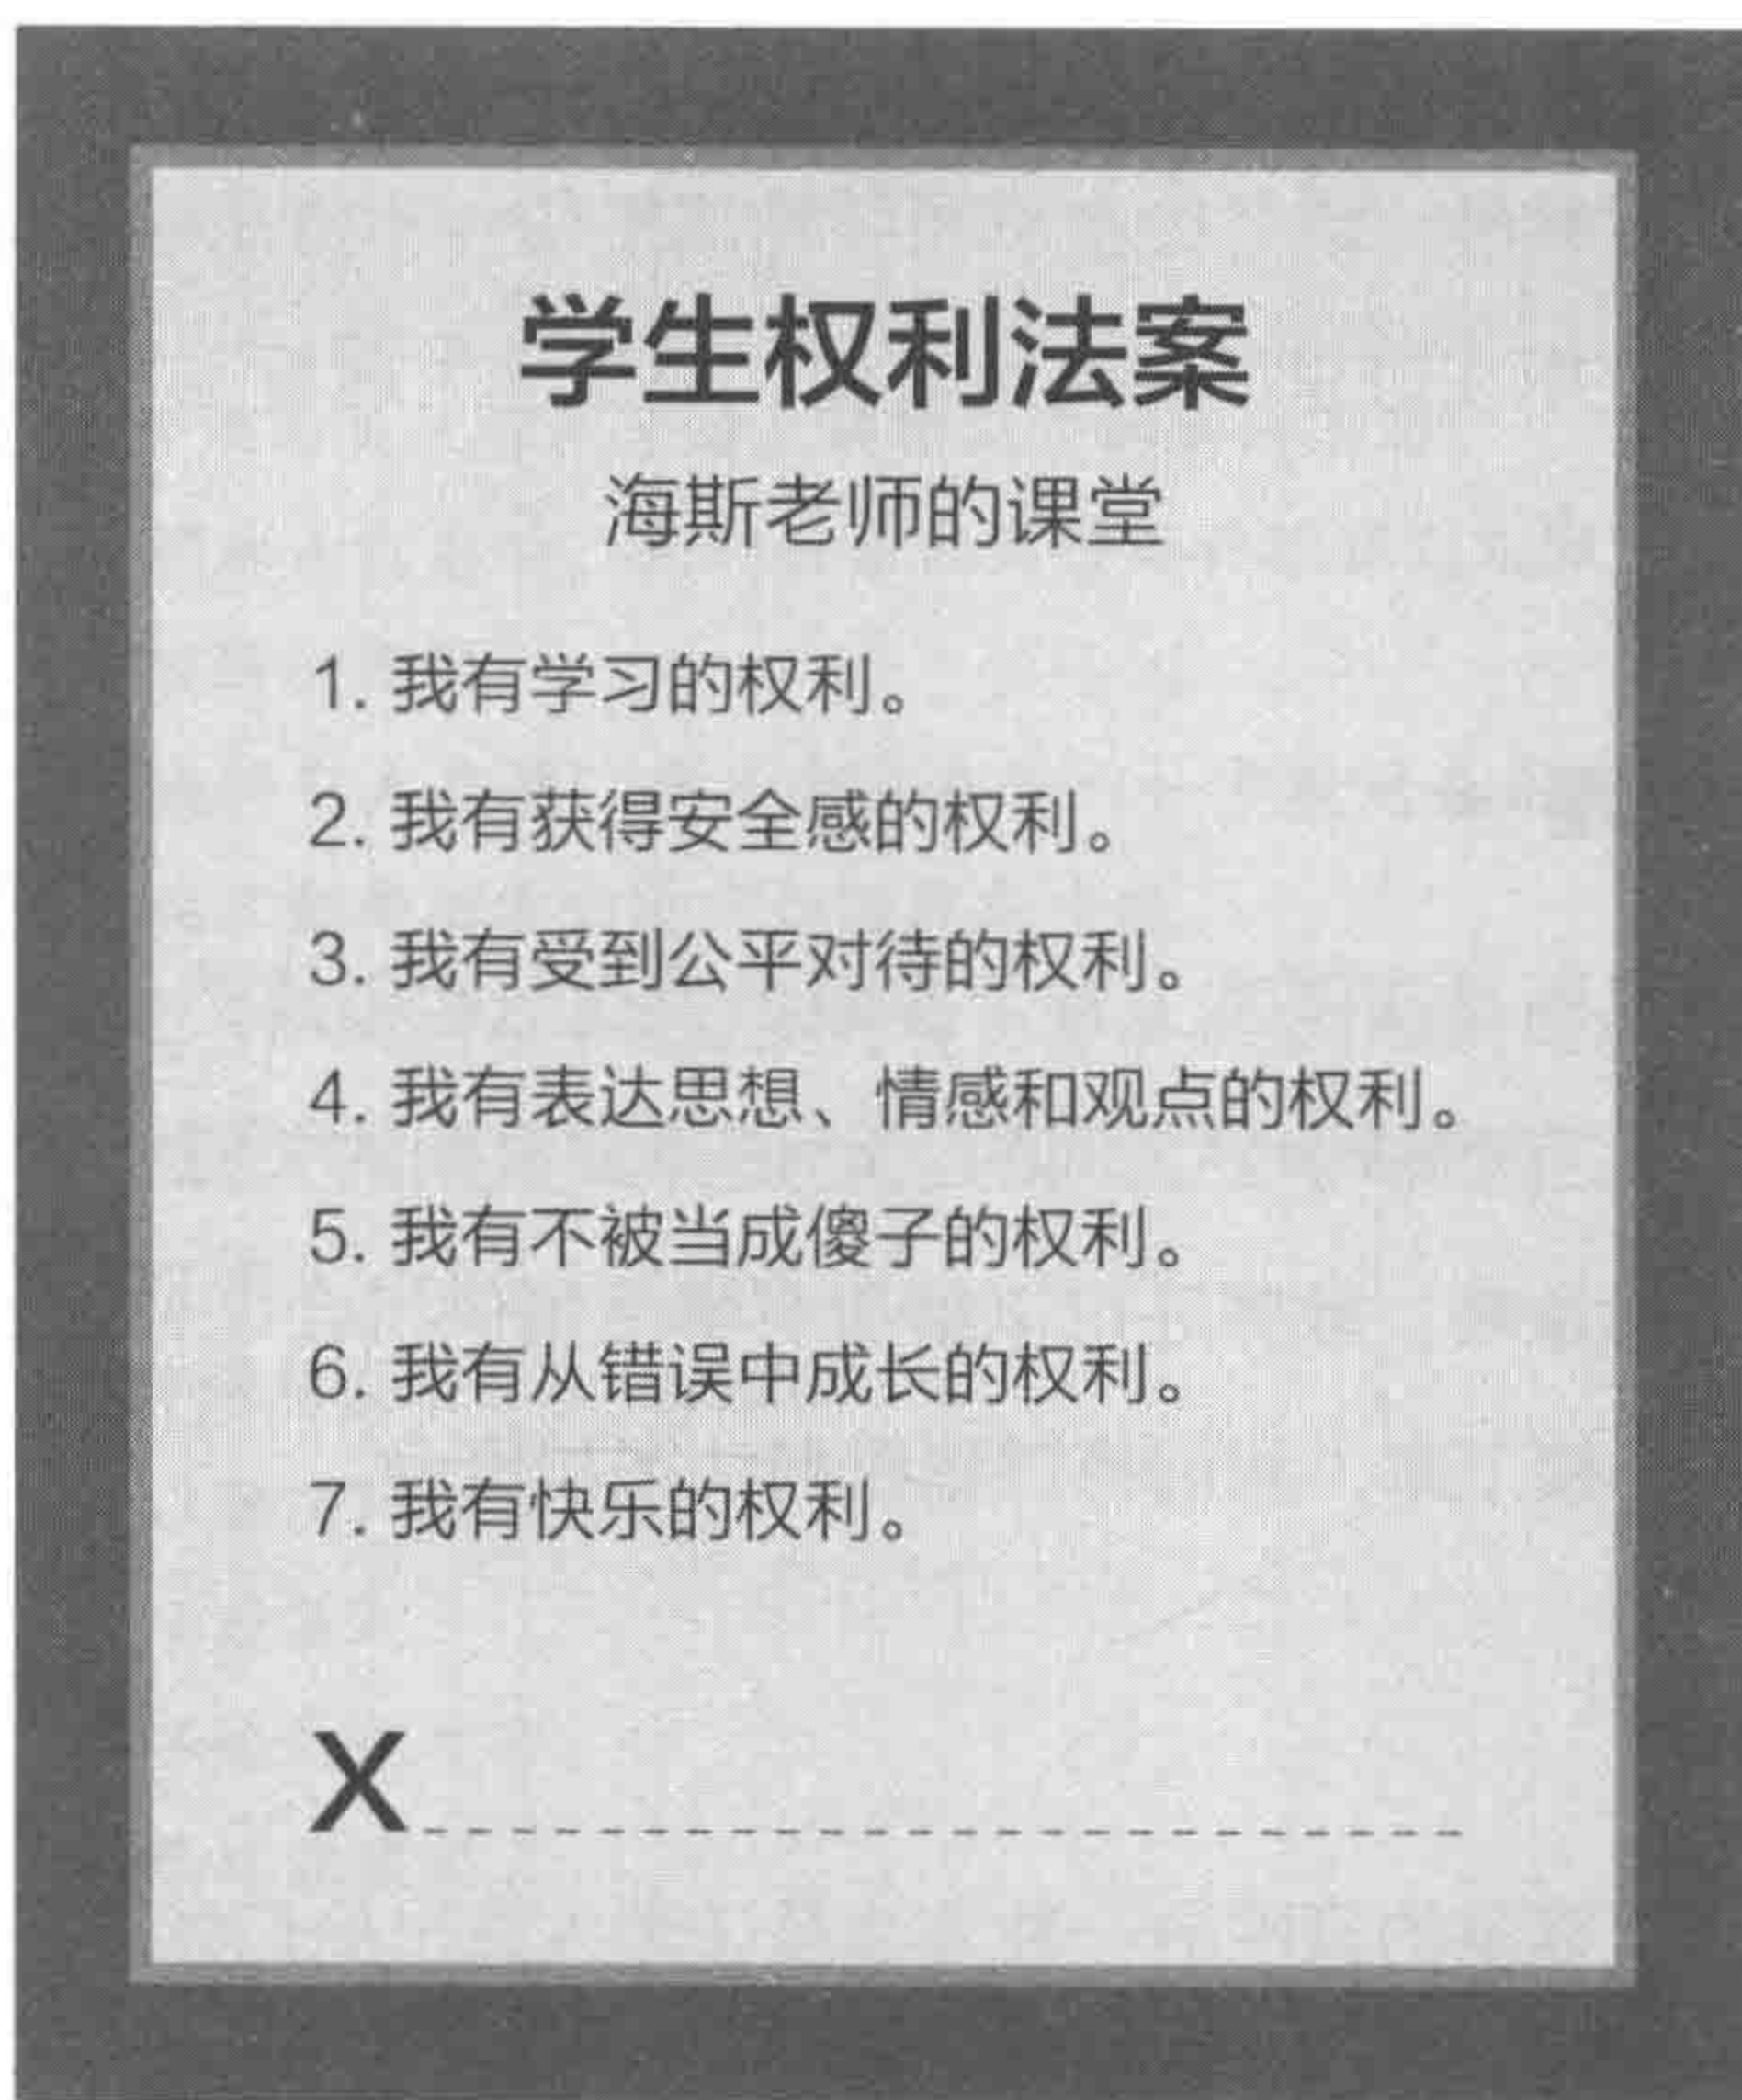 学生权利法案
海斯老师的课堂
1. 我有学习的权利。
2. 我有获得安全感的权利。
3. 我有受到公平对待的权利。
4. 我有表达思想、情感和观点的权利。
5. 我有不被当成傻子的权利。
6. 我有从错误中成长的权利。
7. 我有快乐的权利。
X